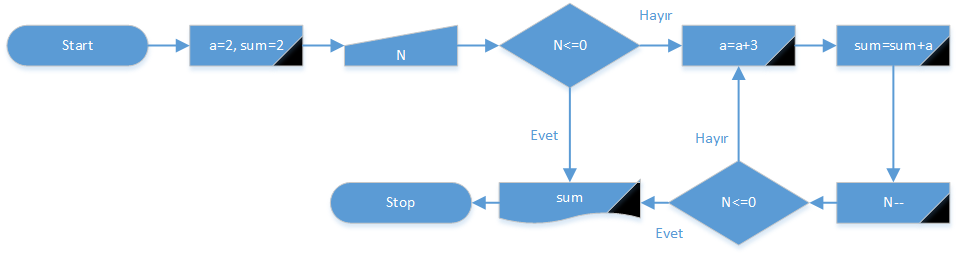 Start
a=2, sum=2
N
N<=0
Hayır
a=a+3
sum=sum+a
Evet
Hayır
Stop
sum
Evet
N<=0
N--